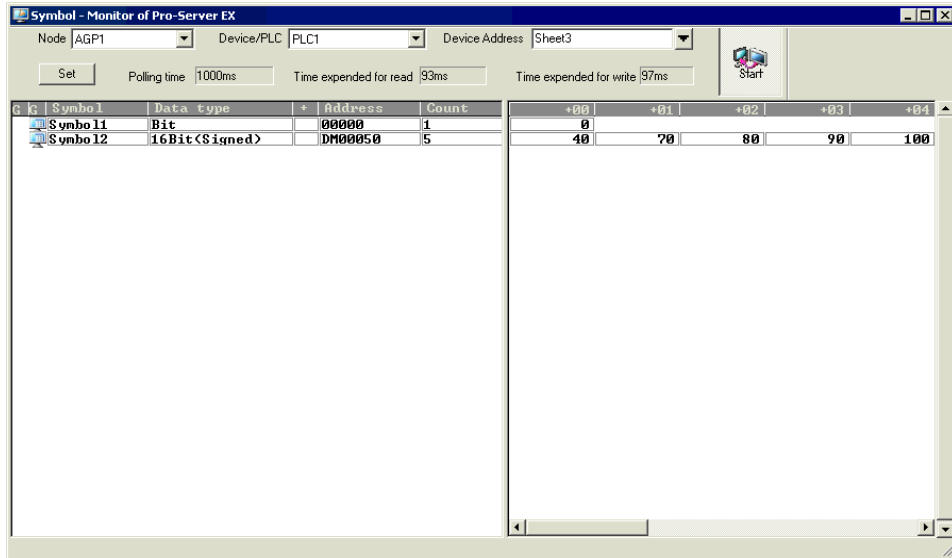 Symbol - Monitor of Pro-Server EX
Node AGP1 Device/PLC PLC1 Device Address Sheet3
Start
Set Polling time 1000ms Time expended for read 93ms Time expended for write 97ms
G G Symbol Data type + Address Count +00 +01 +02 +03 +04
Symbol1 Bit 00000 1 0
Symbol2 16Bit(Signed) DM00050 5 40 70 80 90 100